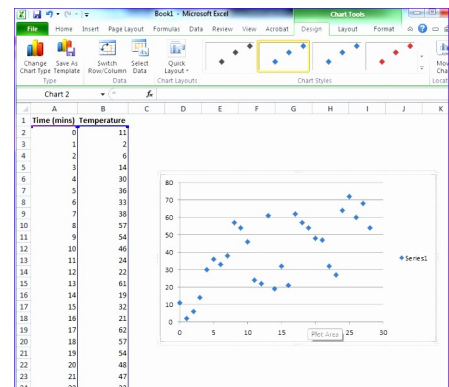 Book1 - Microsoft Excel
Chart Tools
File Home Insert Page Layout Formulas Data Review View Acrobat Design Layout Format
Change Chart Type
Save As Template
Switch Row/Column
Select Data
Quick Layout
Type
Data
Chart Layouts
Chart Styles
Chart 2
fx
A B C D E F G H I J K
1 Time (mins) Temperature
2 0 11
3 1 2
4 2 6
5 3 14
6 4 30
7 5 36
8 6 33
9 7 38
10 8 57
11 9 54
12 10 46
13 11 24
14 12 22
15 13 61
16 14 19
17 15 32
18 16 21
19 17 62
20 18 57
21 19 54
22 20 48
23 21 47
80
70
60
50
40
30
20
10
0
0 5 10 15 Plot Area 25 30
Series1